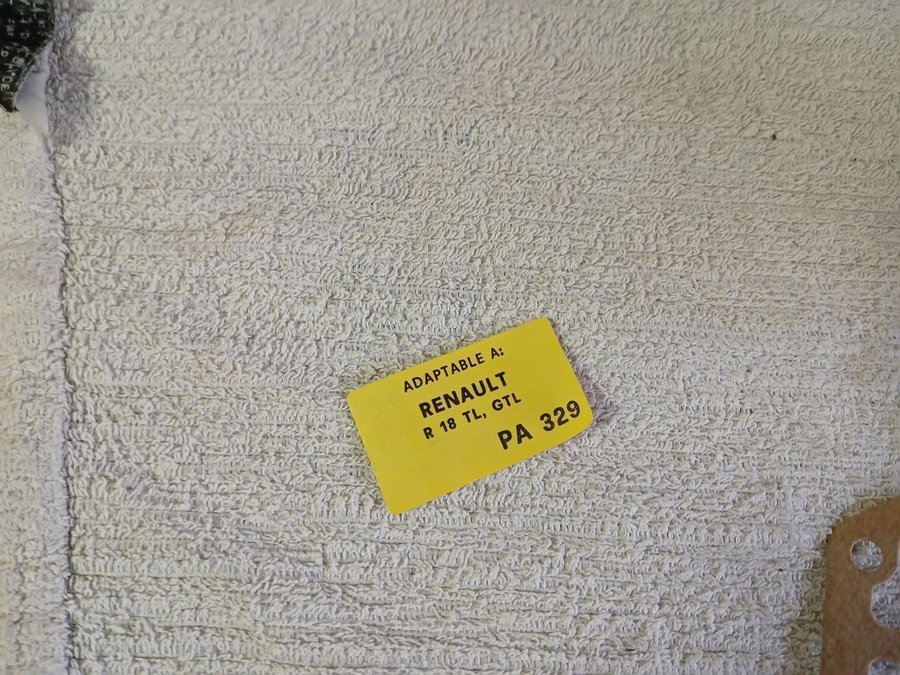 ADAPTABLE A:
RENAULT
R 18 TL, GTL
PA 329